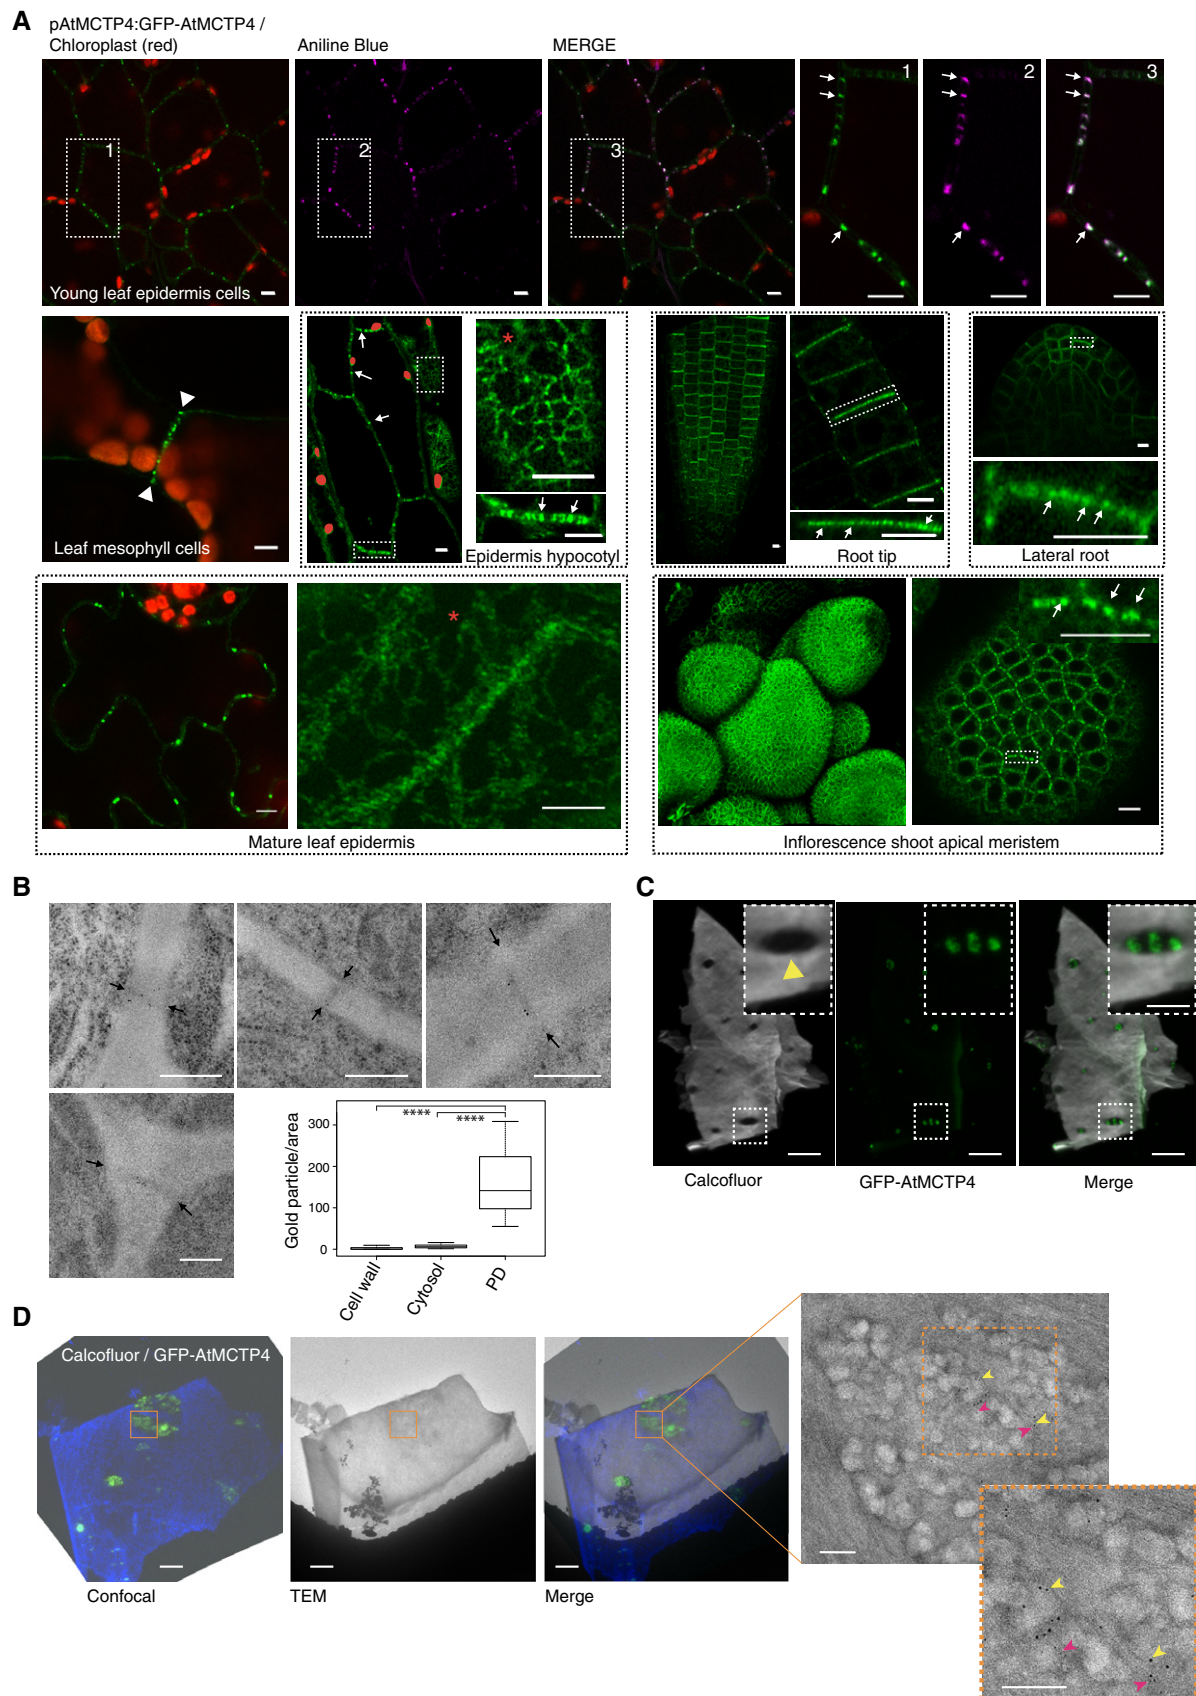 A
pAtMCTP4:GFP-AtMCTP4 /
Chloroplast (red)
Aniline Blue
MERGE
1
2
3
1
2
3
Young leaf epidermis cells
Leaf mesophyll cells
*
Epidermis hypocotyl
Root tip
Lateral root
*
Mature leaf epidermis
Inflorescence shoot apical meristem
B
Gold particle/area
300
200
100
0
****
****
Cell wall
Cytosol
PD
C
Calcofluor
GFP-AtMCTP4
Merge
D
Calcofluor / GFP-AtMCTP4
Confocal
TEM
Merge